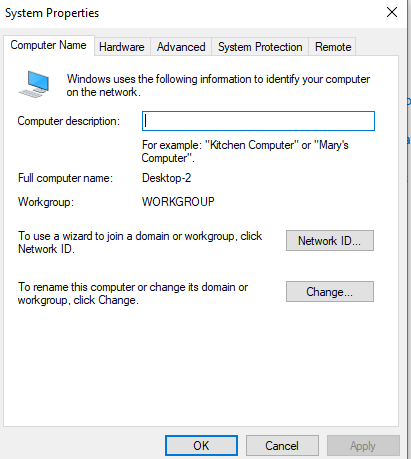 System Properties
Computer Name Hardware Advanced System Protection Remote
Windows uses the following information to identify your computer
on the network.
Computer description:
For example: "Kitchen Computer" or "Mary's
Computer".
Full computer name: Desktop-2
Workgroup: WORKGROUP
To use a wizard to join a domain or workgroup, click
Network ID.
Network ID...
To rename this computer or change its domain or
workgroup, click Change.
Change...
OK Cancel Apply